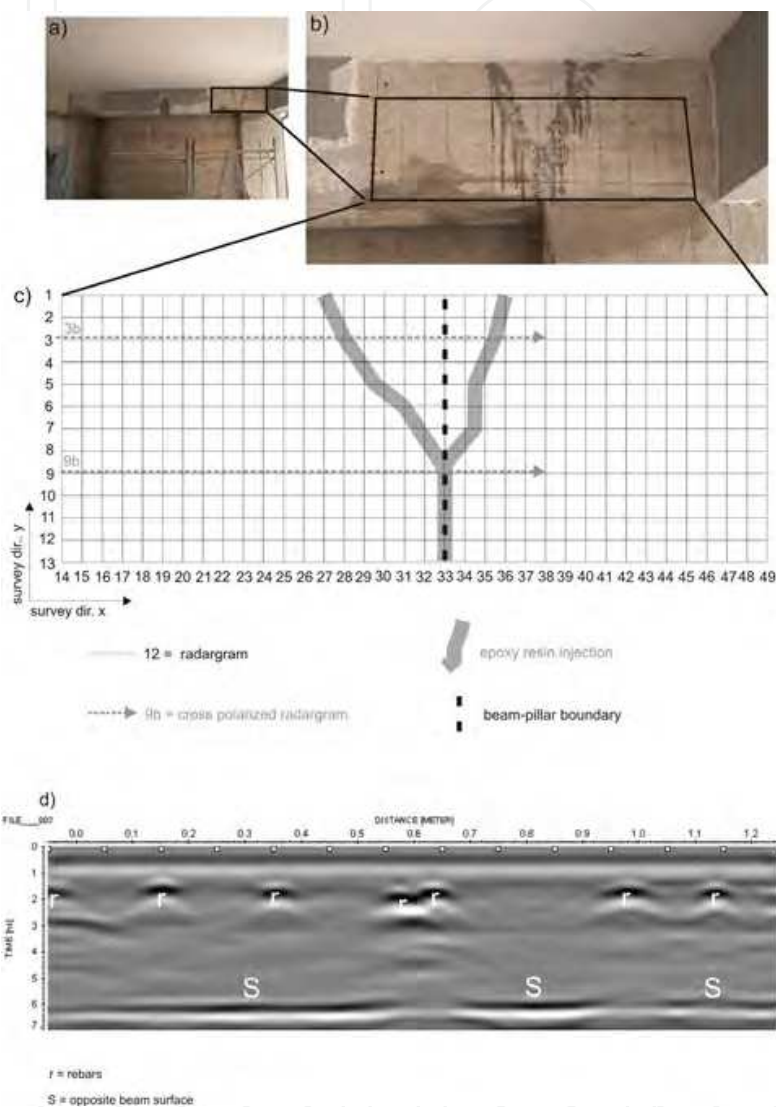 a)
b)
c)
1
2
3b
3
4
5
6
7
8
9b
9
10
11
12
13
14 15 16 17 18 19 20 21 22 23 24 25 26 27 28 29 30 31 32 33 34 35 36 37 38 39 40 41 42 43 44 45 46 47 48 49
survey dir.. y
survey dir. x
12 = radargram
epoxy resin injection
9b = cross polarized radargram
beam-pillar boundary
d)
DISTANCE [METER]
0.0 0.1 0.2 0.3 0.4 0.5 0.6 0.7 0.8 0.9 1.0 1.1 1.2
0
1
2
3
4
5
6
7
r r r r r r r
S S S
r = rebars
S = opposite beam surface